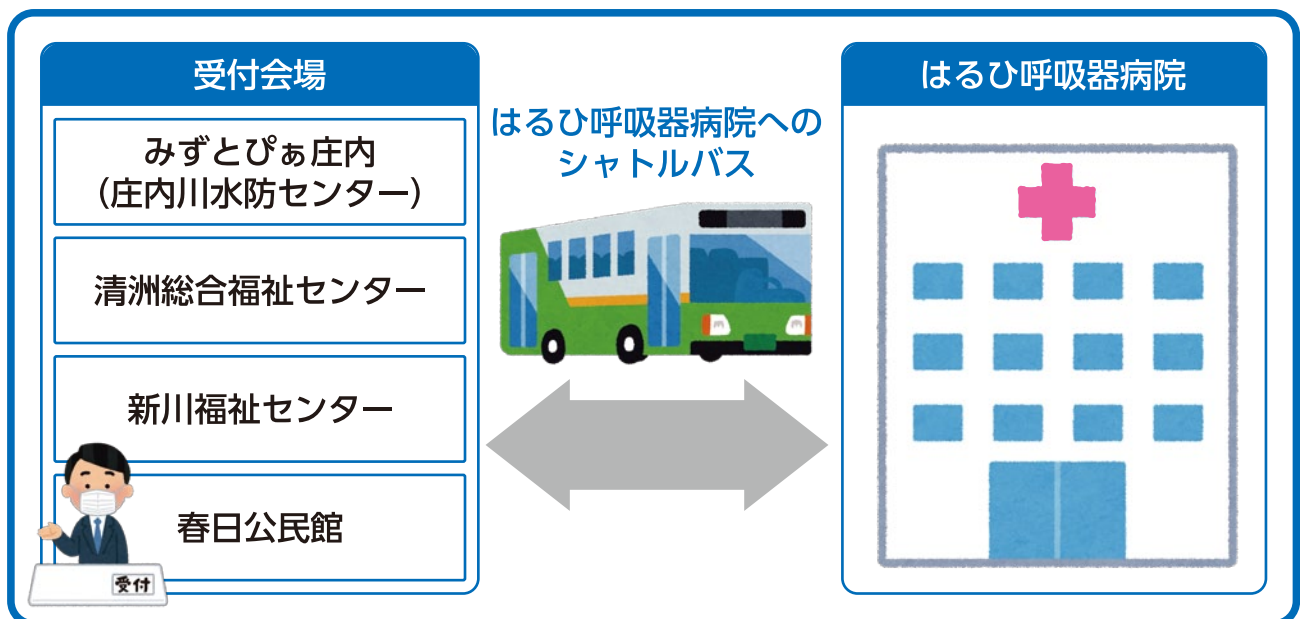 受付会場
みずとぴぁ庄内
（庄内川水防センター）
清洲総合福祉センター
新川福祉センター
春日公民館
受付
はるひ呼吸器病院への
シャトルバス
はるひ呼吸器病院